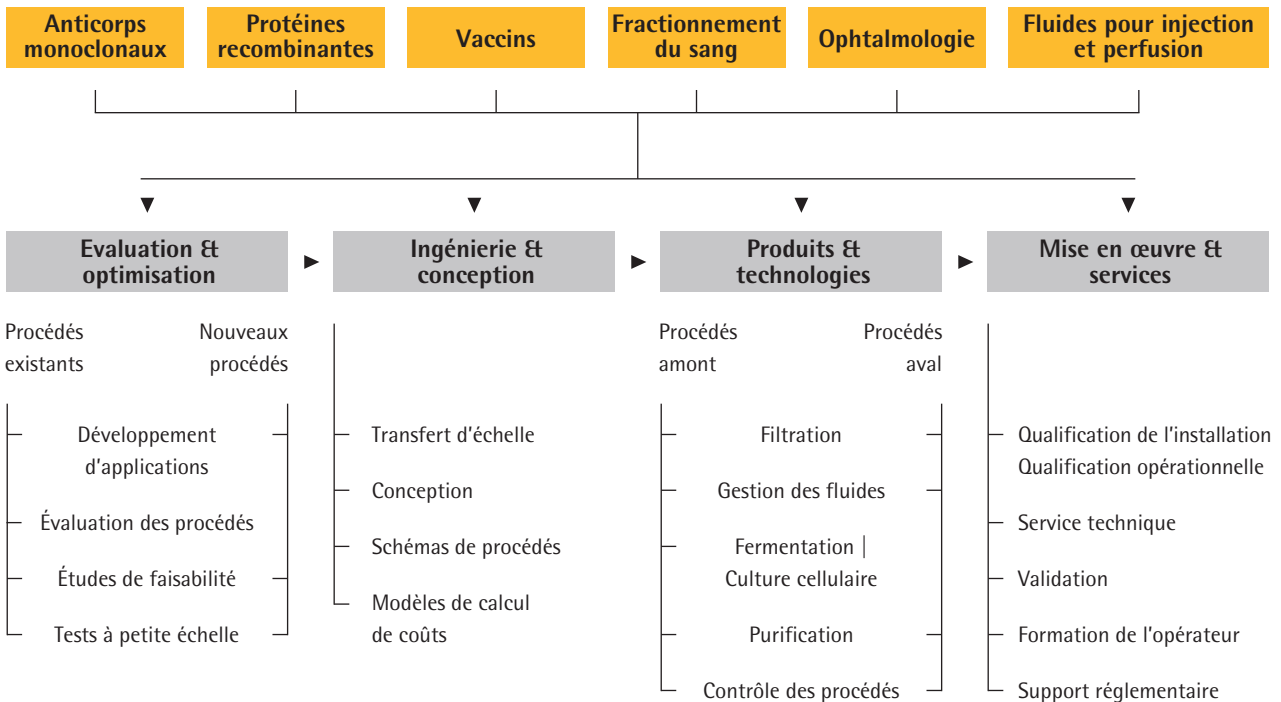 Anticorps
monoclonaux
Protéines
recombinantes
Vaccins
Fractionnement
du sang
Ophtalmologie
Fluides pour injection
et perfusion
Evaluation &
optimisation
Ingénierie &
conception
Produits &
technologies
Mise en œuvre &
services
Procédés
existants
Nouveaux
procédés
Développement
d'applications
Évaluation des procédés
Études de faisabilité
Tests à petite échelle
Transfert d'échelle
Conception
Schémas de procédés
Modèles de calcul
de coûts
Procédés
amont
Procédés
aval
Filtration
Gestion des fluides
Fermentation |
Culture cellulaire
Purification
Contrôle des procédés
Qualification de l'installation
Qualification opérationnelle
Service technique
Validation
Formation de l'opérateur
Support réglementaire